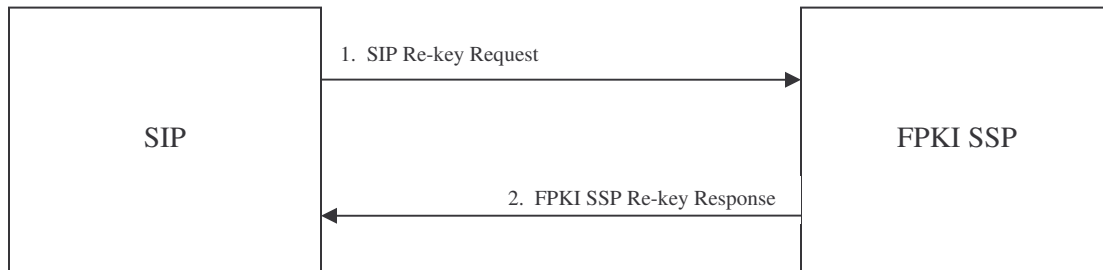 1. SIP Re-key Request
SIP
FPKI SSP
2. FPKI SSP Re-key Response